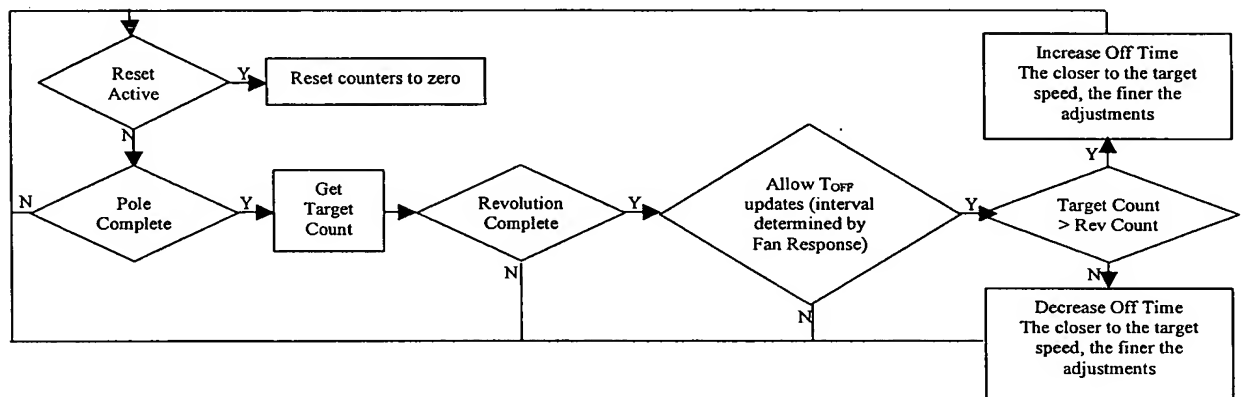 Reset
Active
Y
Reset counters to zero
N
Pole
Complete
N
Y
Get
Target
Count
Revolution
Complete
Y
N
Allow TOFF
updates (interval
determined by
Fan Response)
Y
N
Target Count
> Rev Count
Y
N
Increase Off Time
The closer to the target
speed, the finer the
adjustments
Decrease Off Time
The closer to the target
speed, the finer the
adjustments